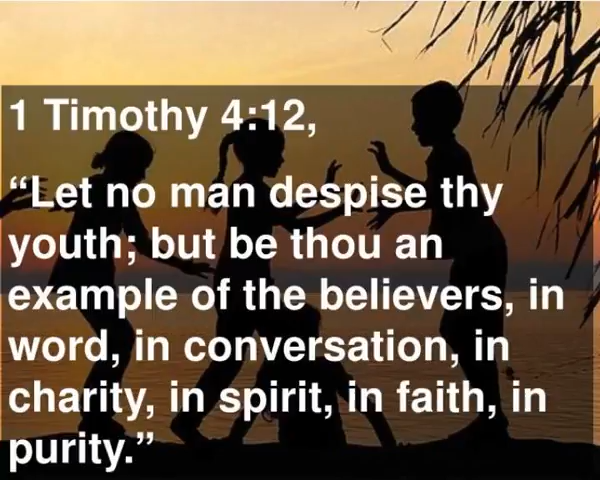 1 Timothy 4:12,
“Let no man despise thy
youth; but be thou an
example of the believers, in
word, in conversation, in
charity, in spirit, in faith, in
purity.”